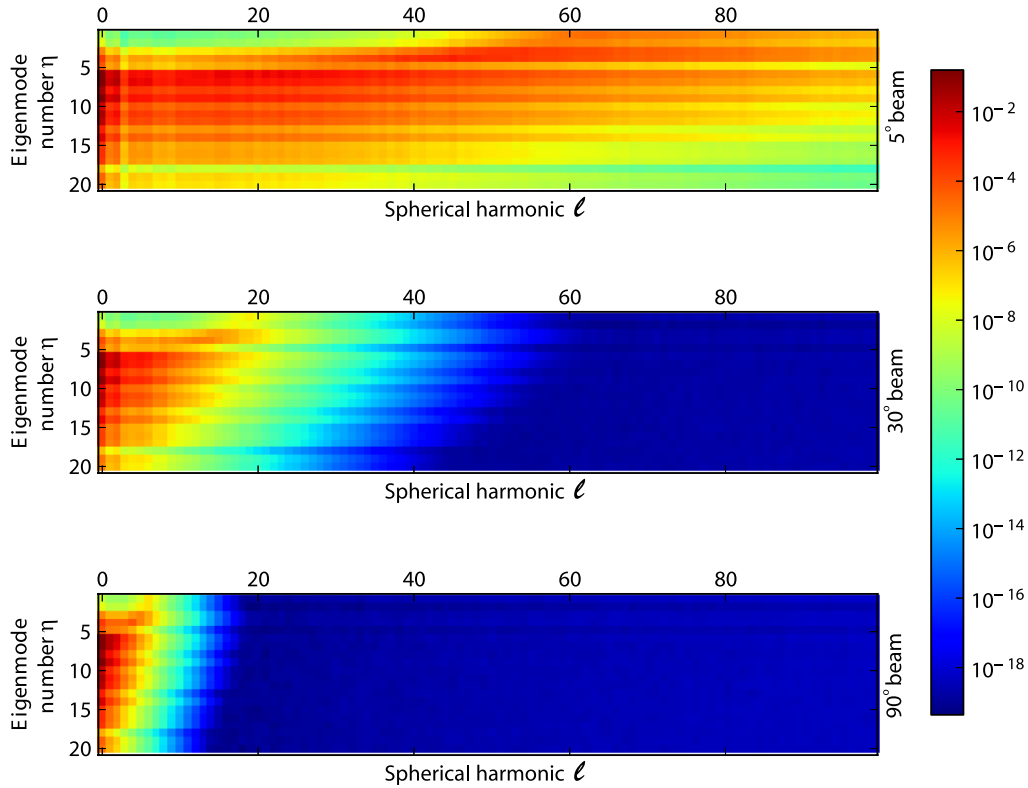 0 20 40 60 80
Eigenmode
number η
5
10
15
20
5° beam
Spherical harmonic ℓ
0 20 40 60 80
Eigenmode
number η
5
10
15
20
30° beam
Spherical harmonic ℓ
0 20 40 60 80
Eigenmode
number η
5
10
15
20
90° beam
Spherical harmonic ℓ
10⁻²
10⁻⁴
10⁻⁶
10⁻⁸
10⁻¹⁰
10⁻¹²
10⁻¹⁴
10⁻¹⁶
10⁻¹⁸